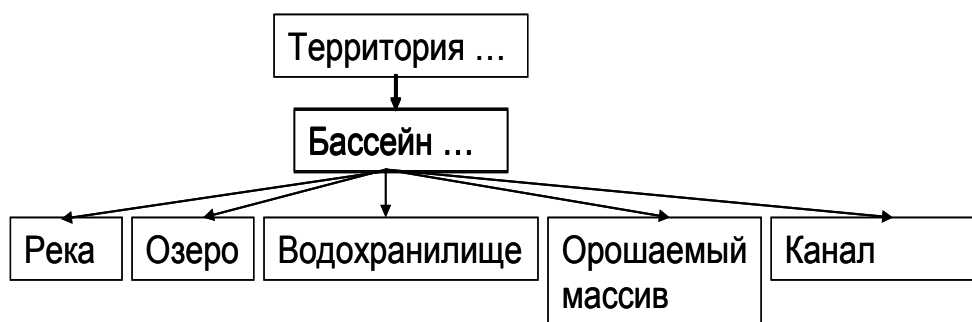 Территория ...
Бассейн ...
Река
Озеро
Водохранилище
Орошаемый
массив
Канал